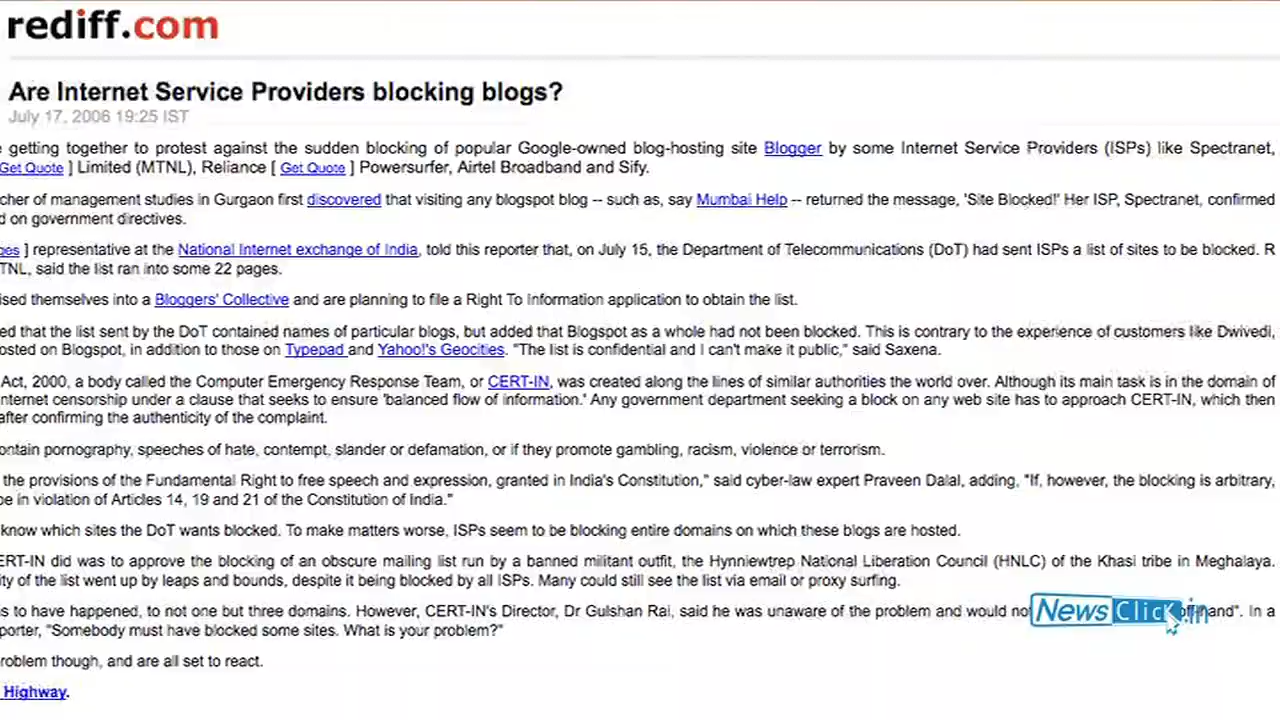 rediff.com
Are Internet Service Providers blocking blogs?
July 17, 2006 19:25 IST
getting together to protest against the sudden blocking of popular Google-owned blog-hosting site Blogger by some Internet Service Providers (ISPs) like Spectranet,
Get Quote ] Limited (MTNL), Reliance [ Get Quote ] Powersurfer, Airtel Broadband and Sify.
cher of management studies in Gurgaon first discovered that visiting any blogspot blog -- such as, say Mumbai Help -- returned the message, 'Site Blocked!' Her ISP, Spectranet, confirmed
d on government directives.
ges ] representative at the National Internet exchange of India, told this reporter that, on July 15, the Department of Telecommunications (DoT) had sent ISPs a list of sites to be blocked. R
TNL, said the list ran into some 22 pages.
ised themselves into a Bloggers' Collective and are planning to file a Right To Information application to obtain the list.
ed that the list sent by the DoT contained names of particular blogs, but added that Blogspot as a whole had not been blocked. This is contrary to the experience of customers like Dwivedi,
osted on Blogspot, in addition to those on Typepad and Yahoo!'s Geocities. "The list is confidential and I can't make it public," said Saxena.
Act, 2000, a body called the Computer Emergency Response Team, or CERT-IN, was created along the lines of similar authorities the world over. Although its main task is in the domain of
nternet censorship under a clause that seeks to ensure 'balanced flow of information.' Any government department seeking a block on any web site has to approach CERT-IN, which then
after confirming the authenticity of the complaint.
ontain pornography, speeches of hate, contempt, slander or defamation, or if they promote gambling, racism, violence or terrorism.
the provisions of the Fundamental Right to free speech and expression, granted in India's Constitution," said cyber-law expert Praveen Dalal, adding, "If, however, the blocking is arbitrary,
be in violation of Articles 14, 19 and 21 of the Constitution of India."
know which sites the DoT wants blocked. To make matters worse, ISPs seem to be blocking entire domains on which these blogs are hosted.
ERT-IN did was to approve the blocking of an obscure mailing list run by a banned militant outfit, the Hynniewtrep National Liberation Council (HNLC) of the Khasi tribe in Meghalaya.
ity of the list went up by leaps and bounds, despite it being blocked by all ISPs. Many could still see the list via email or proxy surfing.
s to have happened, to not one but three domains. However, CERT-IN's Director, Dr Gulshan Rai, said he was unaware of the problem and would no NewsClick.in In a
porter, "Somebody must have blocked some sites. What is your problem?"
roblem though, and are all set to react.
Highway.